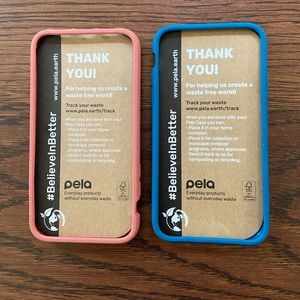 #BelieveInBetter
www.pela.earth
THANK
YOU!
For helping us create a
waste free world!
Track your waste
www.pela.earth/track
When you are done with your
Pela Case you can:
• Place it in your home
compost.
• Place it for collection in
municipal compost
programs, where approved.
• Send it back to us for
composting or recycling.
pela
Everyday products
without everyday waste
#BelieveInBetter
www.pela.earth
THANK
YOU!
For helping us create a
waste free world!
Track your waste
www.pela.earth/track
When you are done with your
Pela Case you can:
• Place it in your home
compost.
• Place it for collection in
municipal compost
programs, where approved.
• Send it back to us for
composting or recycling.
pela
Everyday products
without everyday waste